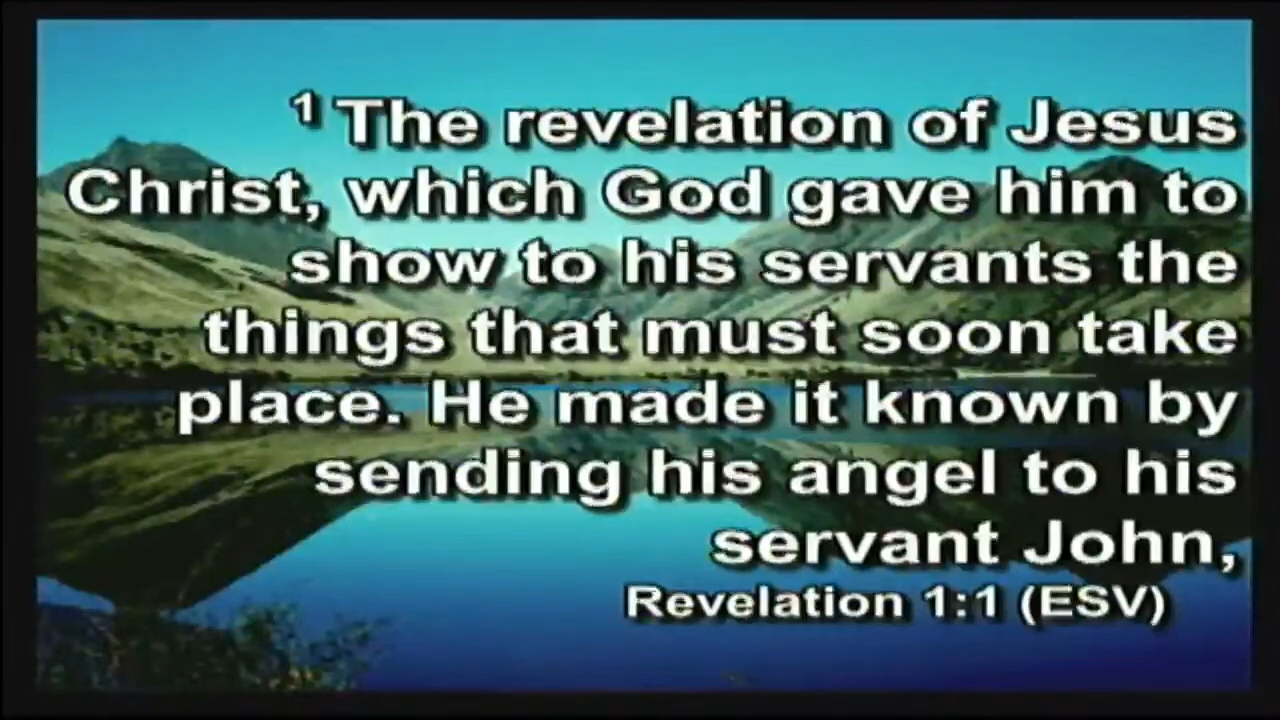 ¹ The revelation of Jesus
Christ, which God gave him to
show to his servants the
things that must soon take
place. He made it known by
sending his angel to his
servant John,
Revelation 1:1 (ESV)